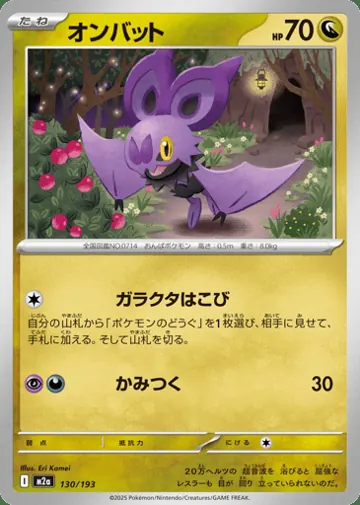 たね オンバット HP70
全国図鑑NO.0714 おんぱポケモン 高さ:0.5m 重さ:8.0kg
ガラクタはこび
自分の山札から「ポケモンのどうぐ」を1枚選び、相手に見せて、
手札に加える。そして山札を切る。
かみつく 30
弱点 抵抗力 にげる
Illus. Eri Kamei
I m2a 130/193
20万ヘルツの 超音波を 浴びると 屈強な
レスラーも 目が回って 立っていられないのだ。
©2025 Pokémon/Nintendo/Creatures/GAME FREAK.